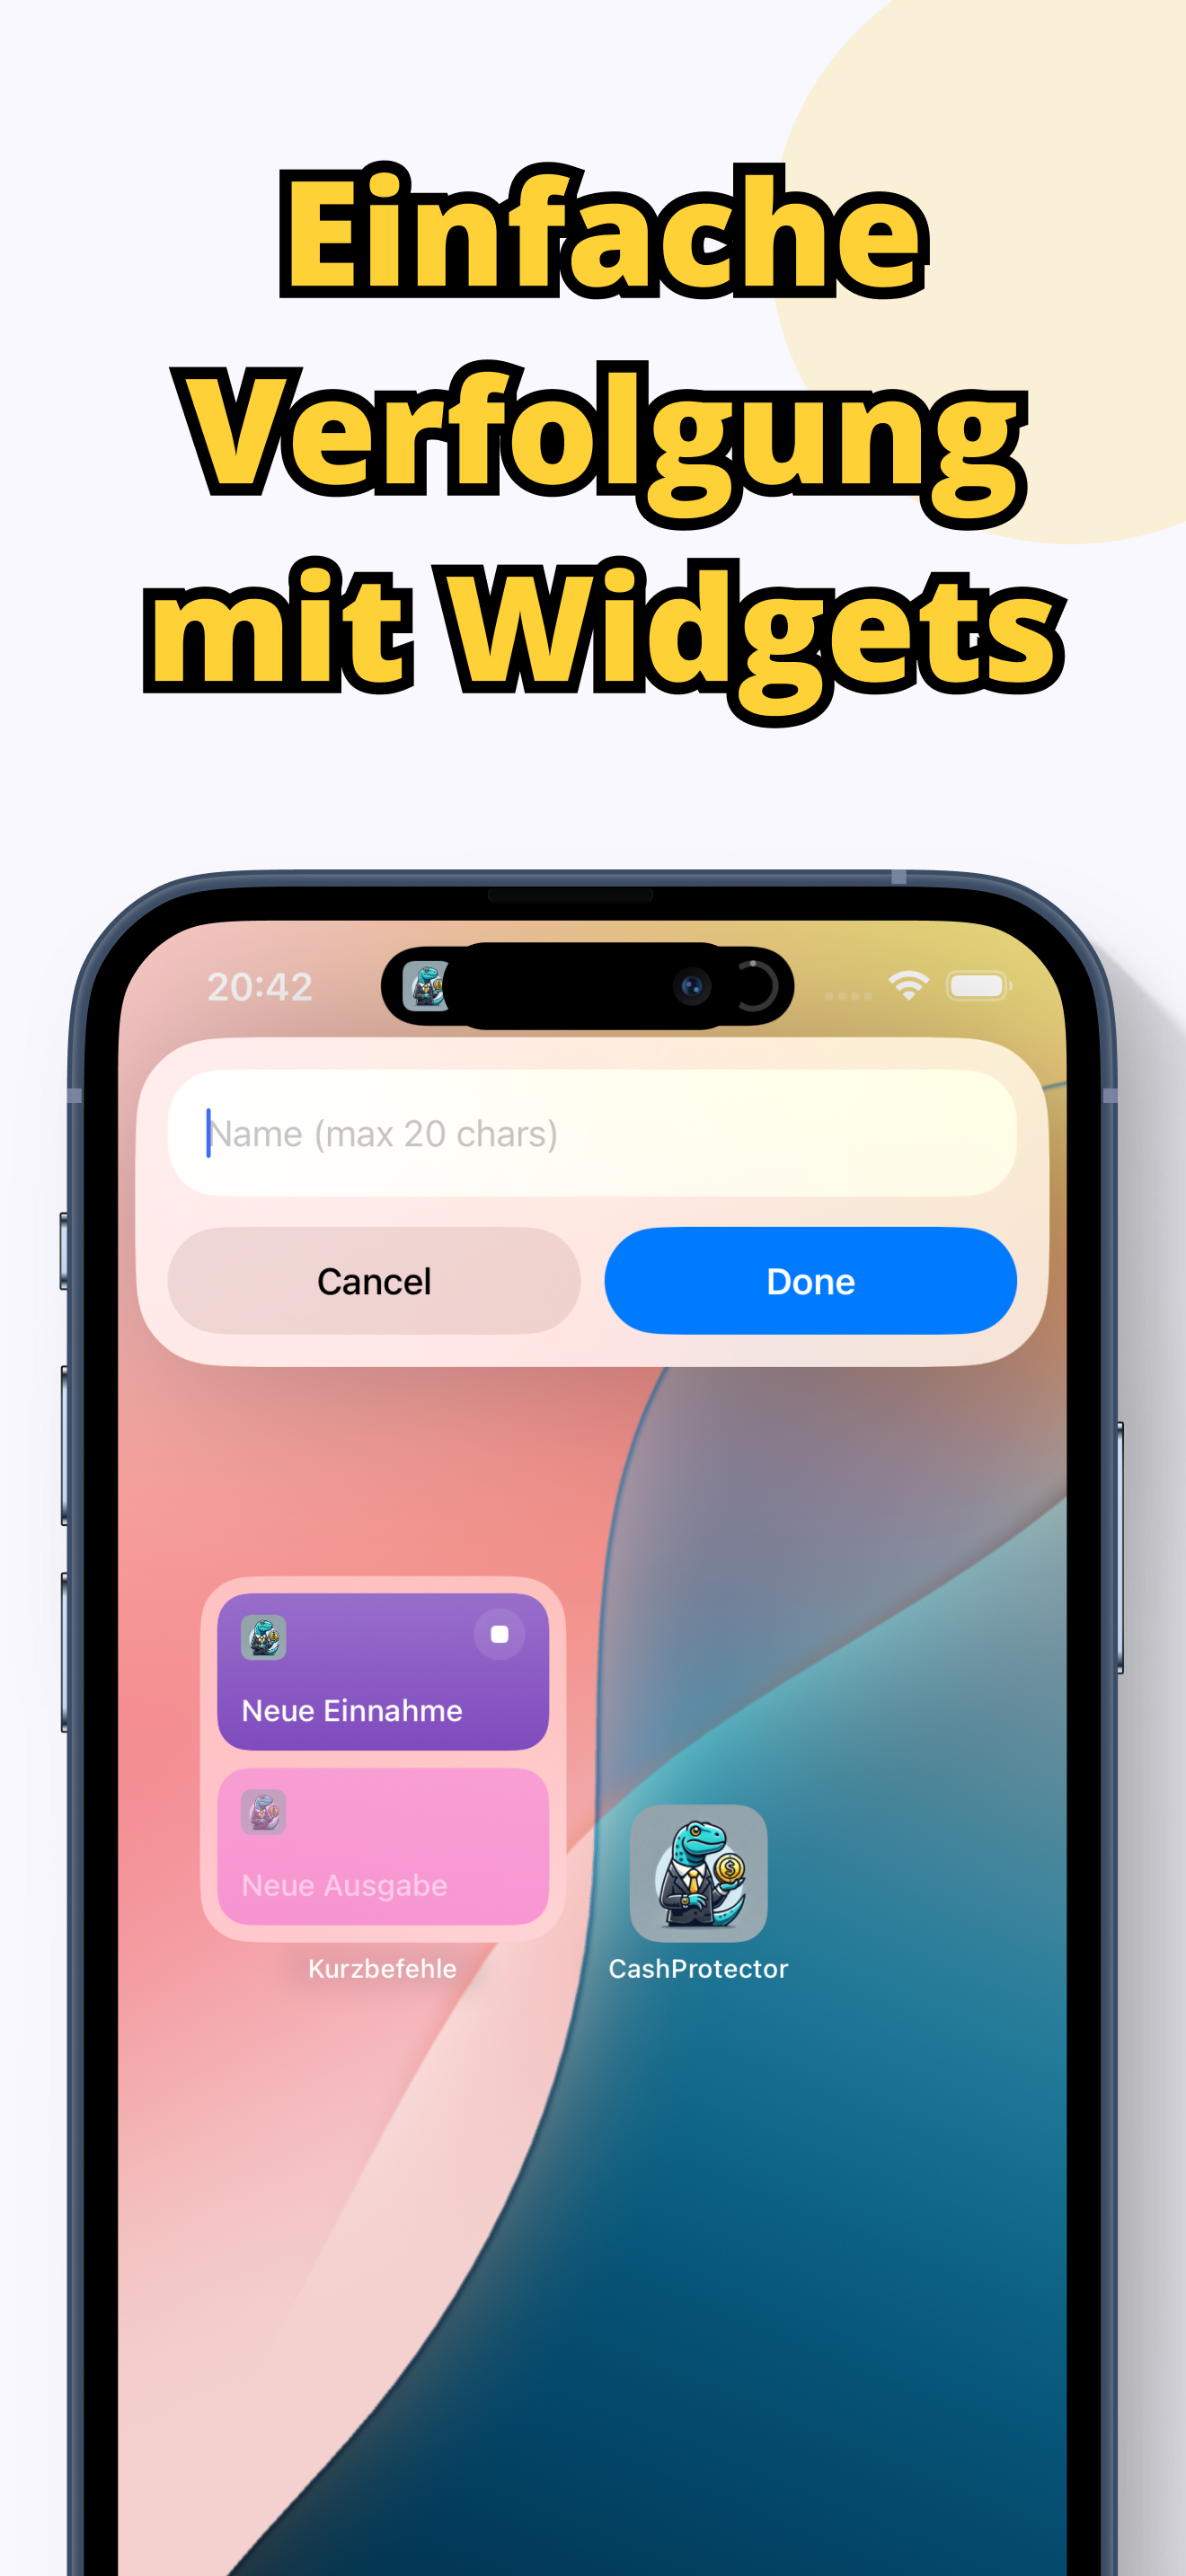 Einfache
Verfolgung
mit Widgets
20:42
Name (max 20 chars)
Cancel
Done
Neue Einnahme
Neue Ausgabe
Kurzbefehle
CashProtector